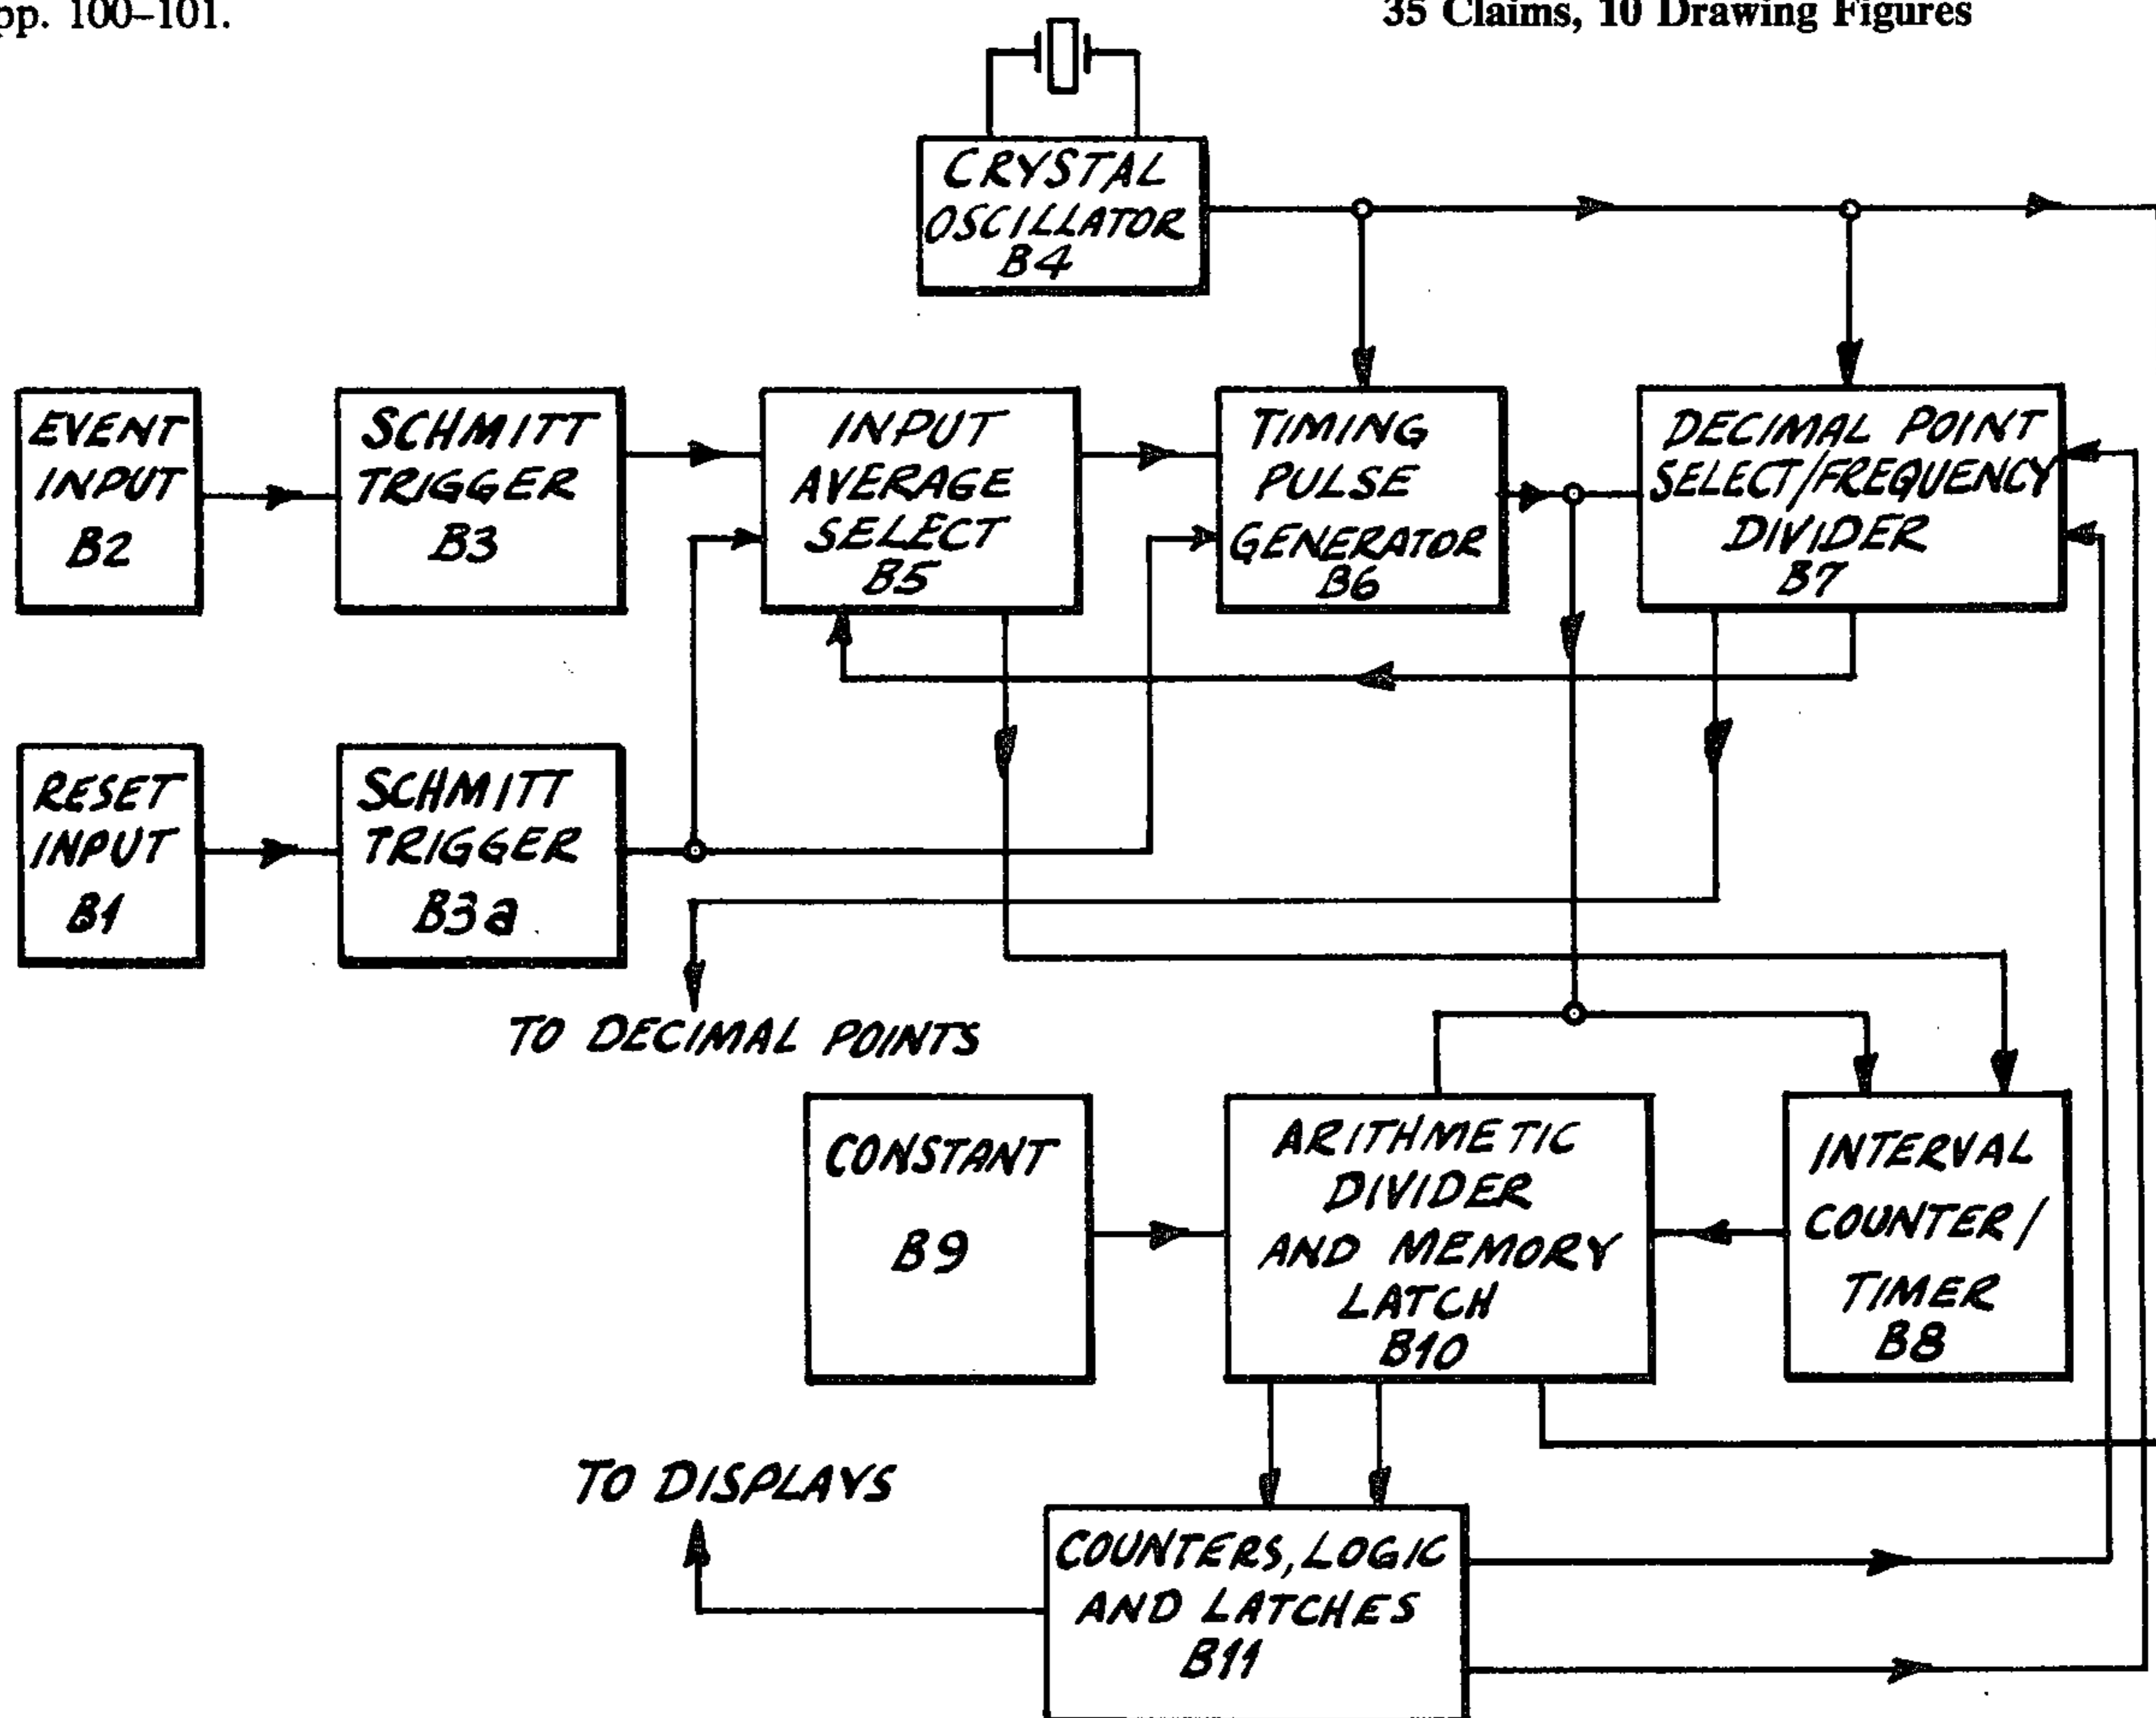 pp. 100–101.
35 Claims, 10 Drawing Figures
CRYSTAL
OSCILLATOR
B4
EVENT
INPUT
B2
SCHMITT
TRIGGER
B3
INPUT
AVERAGE
SELECT
B5
TIMING
PULSE
GENERATOR
B6
DECIMAL POINT
SELECT/FREQUENCY
DIVIDER
B7
RESET
INPUT
B1
SCHMITT
TRIGGER
B3a
TO DECIMAL POINTS
CONSTANT
B9
ARITHMETIC
DIVIDER
AND MEMORY
LATCH
B10
INTERVAL
COUNTER/
TIMER
B8
TO DISPLAYS
COUNTERS, LOGIC
AND LATCHES
B11